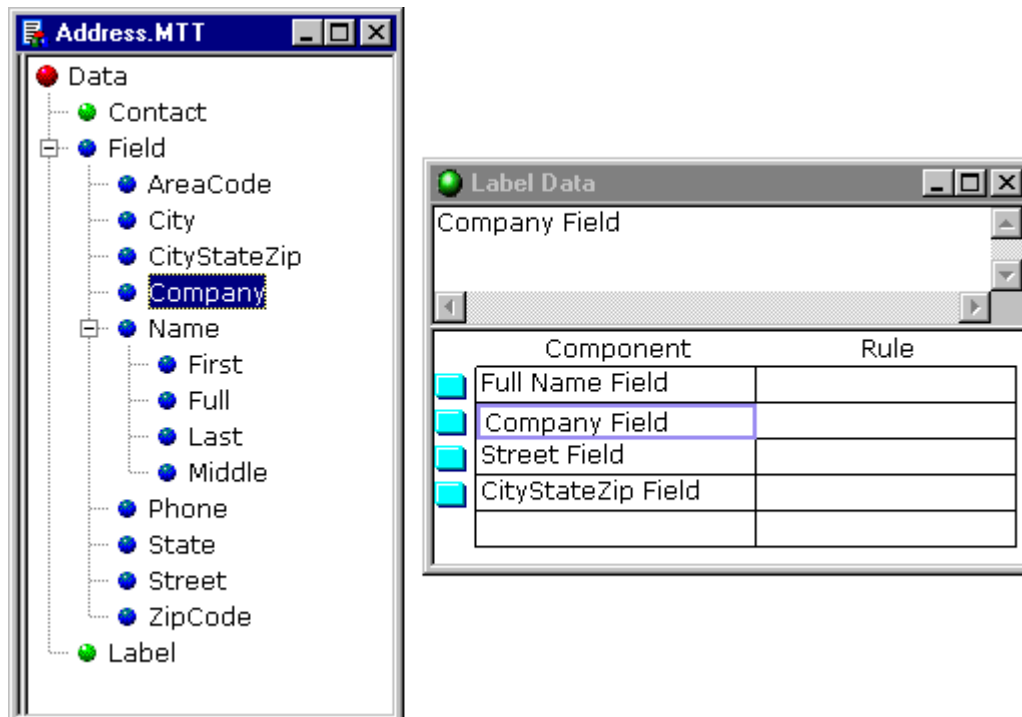 Address.MTT
Data
Contact
Field
AreaCode
City
CityStateZip
Company
Name
First
Full
Last
Middle
Phone
State
Street
ZipCode
Label
Label Data
Company Field
Component Rule
Full Name Field
Company Field
Street Field
CityStateZip Field